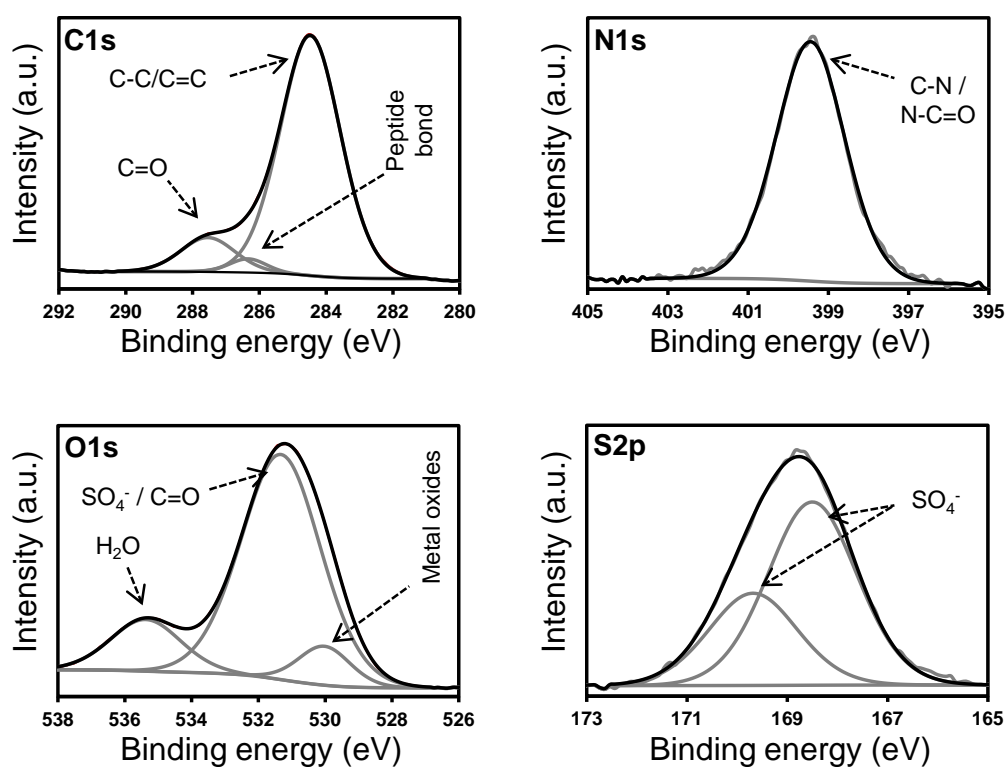 C1s
C-C/C=C
C=O
Peptide
bond
Intensity (a.u.)
292 290 288 286 284 282 280
Binding energy (eV)
N1s
C-N /
N-C=O
Intensity (a.u.)
405 403 401 399 397 395
Binding energy (eV)
O1s
SO₄⁻ / C=O
H₂O
Metal oxides
Intensity (a.u.)
538 536 534 532 530 528 526
Binding energy (eV)
S2p
SO₄⁻
Intensity (a.u.)
173 171 169 167 165
Binding energy (eV)